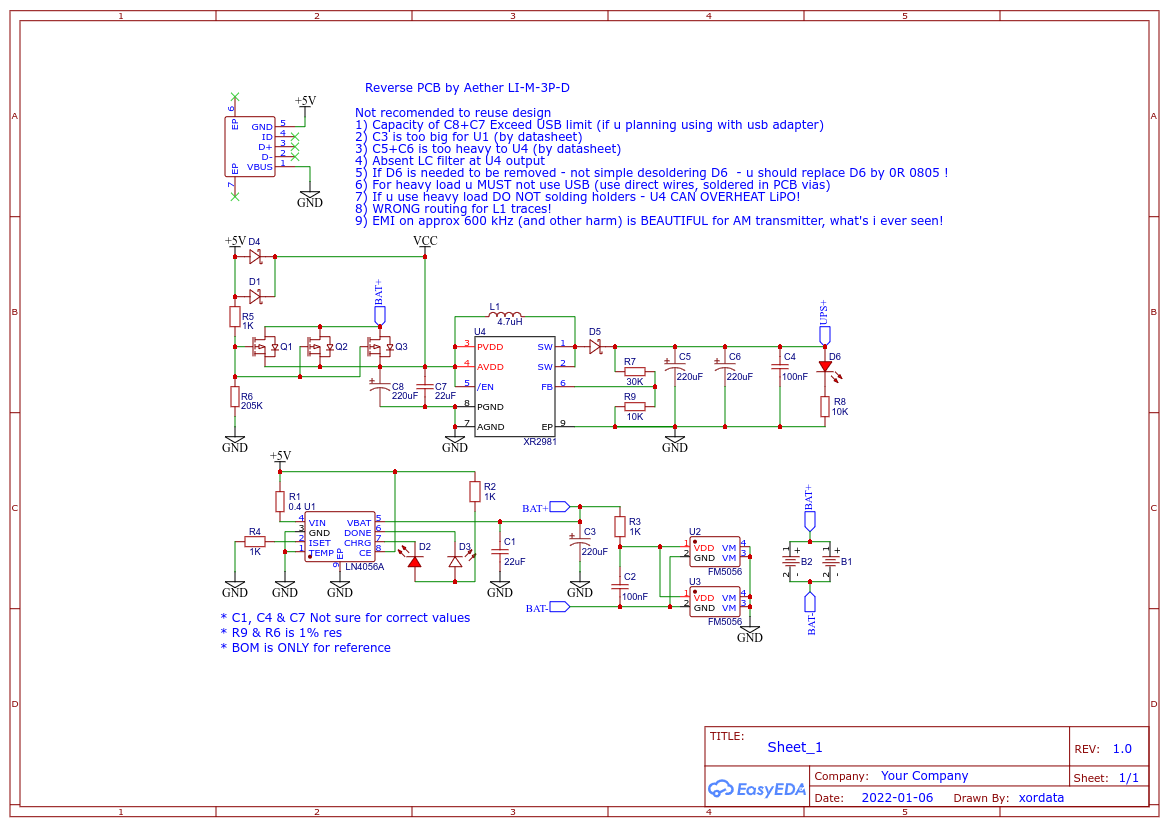 1 2 3 4 5
Reverse PCB by Aether LI-M-3P-D
Not recomended to reuse design
1) Capacity of C8+C7 Exceed USB limit (if u planning using with usb adapter)
2) C3 is too big for U1 (by datasheet)
3) C5+C6 is too heavy to U4 (by datasheet)
4) Absent LC filter at U4 output
5) If D6 is needed to be removed - not simple desoldering D6  - u should replace D6 by 0R 0805 !
6) For heavy load u MUST not use USB (use direct wires, soldered in PCB vias)
7) If u use heavy load DO NOT solding holders - U4 CAN OVERHEAT LiPO!
8) WRONG routing for L1 traces!
9) EMI on approx 600 kHz (and other harm) is BEAUTIFUL for AM transmitter, what's i ever seen!
A A
6
EP
+5V
GND 5
ID 4
D+ 3
D- 2
VBUS 1
EP
7
GND
+5V D4
VCC
D1
BAT+
B B
R5
1K
Q1 Q2 Q3
R6
205K
C8
220uF
C7
22uF
GND
L1
4.7uH
U4
3 PVDD SW 1
4 AVDD SW 2
5 /EN FB 6
8 PGND
7 AGND EP 9
XR2981
GND
D5
R7
30K
R9
10K
C5
220uF
C6
220uF
C4
100nF
UPS+
D6
R8
10K
GND
C C
+5V
R1
0.4
U1
4 VIN VBAT 5
3 GND DONE 6
2 ISET CHRG 7
1 TEMP CE 8
EP
9
LN4056A
R4
1K
GND GND GND
R2
1K
D2 D3
C1
22uF
GND
BAT+
C3
220uF
GND
R3
1K
C2
100nF
BAT-
U2
1 VDD VM 4
2 GND VM 3
FM5056
U3
1 VDD VM 4
2 GND VM 3
FM5056
GND
BAT+
1 + 1 +
B2 B1
2 - 2 -
BAT-
* C1, C4 & C7 Not sure for correct values
* R9 & R6 is 1% res
* BOM is ONLY for reference
D D
TITLE:
Sheet_1
REV: 1.0
EasyEDA
Company: Your Company
Sheet: 1/1
Date: 2022-01-06 Drawn By: xordata
1 2 3 4 5